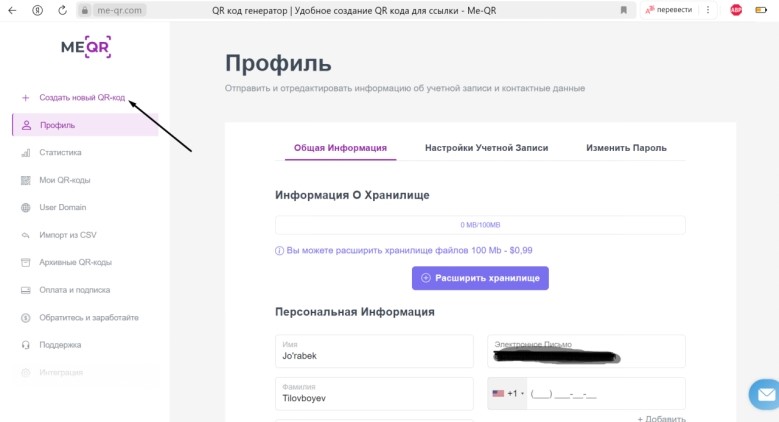 me-qr.com
QR код генератор | Удобное создание QR кода для ссылки - Me-QR
перевести
ABP
ME QR
+ Создать новый QR-код
Профиль
Статистика
Мои QR-коды
User Domain
Импорт из CSV
Архивные QR-коды
Оплата и подписка
Обратитесь и заработайте
Поддержка
Интеграция
Профиль
Отправить и отредактировать информацию об учетной записи и контактные данные
Общая Информация
Настройки Учетной Записи
Изменить Пароль
Информация О Хранилище
0 MB/100MB
Вы можете расширить хранилище файлов 100 Mb - $0,99
Расширить хранилище
Персональная Информация
Имя
Jo'rabek
Электронное Письмо
Фамилия
Tilovboyev
+1
(___) ___-__-__
+ Добавить